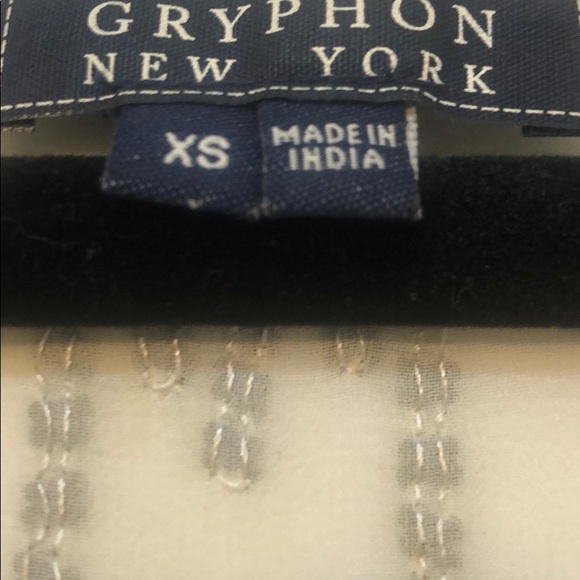 GRYPHON
NEW YORK
XS
MADE IN
INDIA